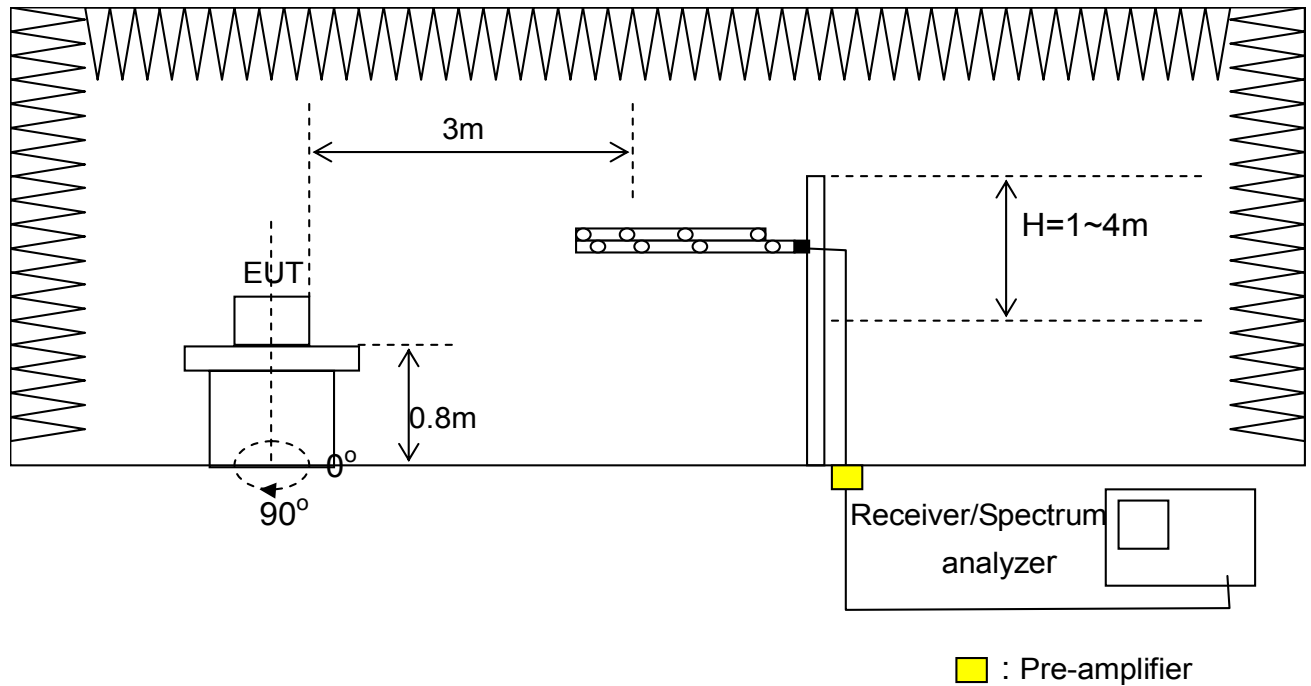 3m
H=1~4m
EUT
0.8m
0°
90°
Receiver/Spectrum
analyzer
: Pre-amplifier